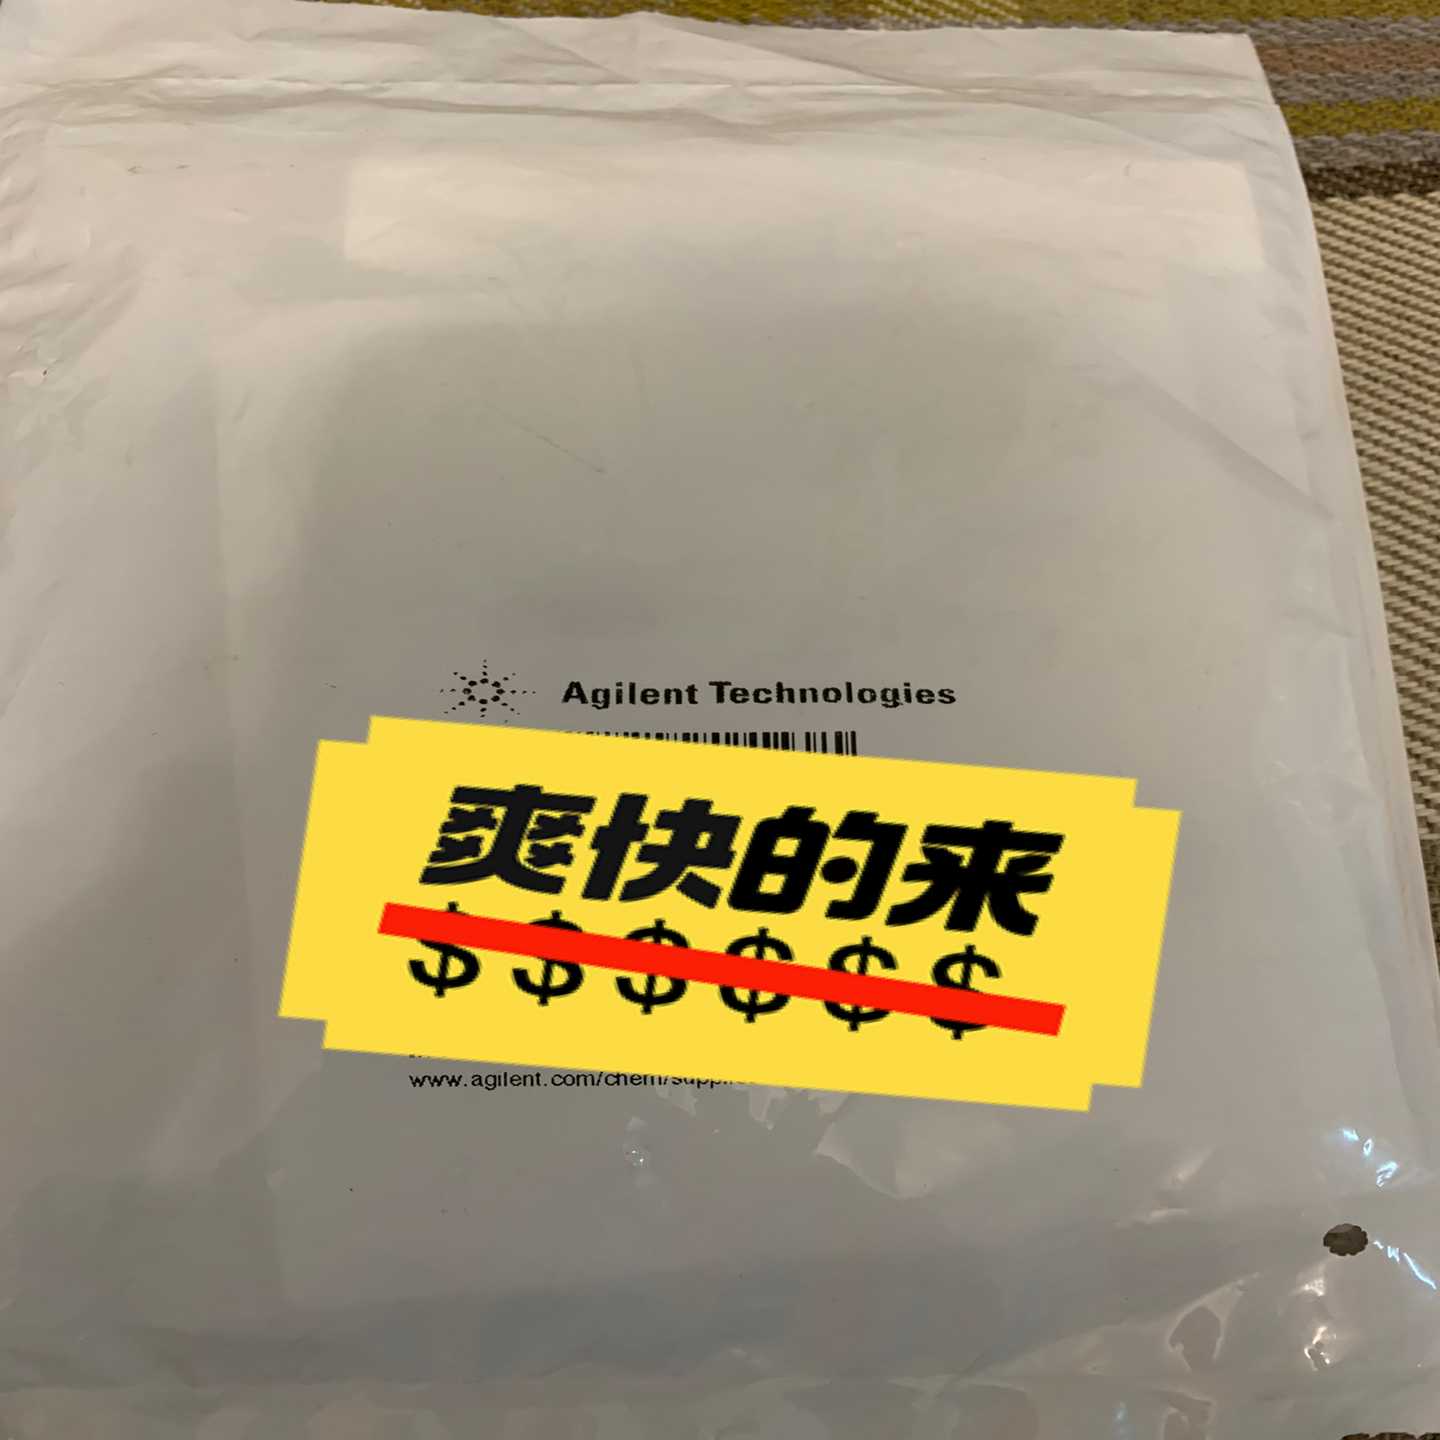 Agilent Technologies
爽快的来
$$$$$$
www.agilent.com/chem/